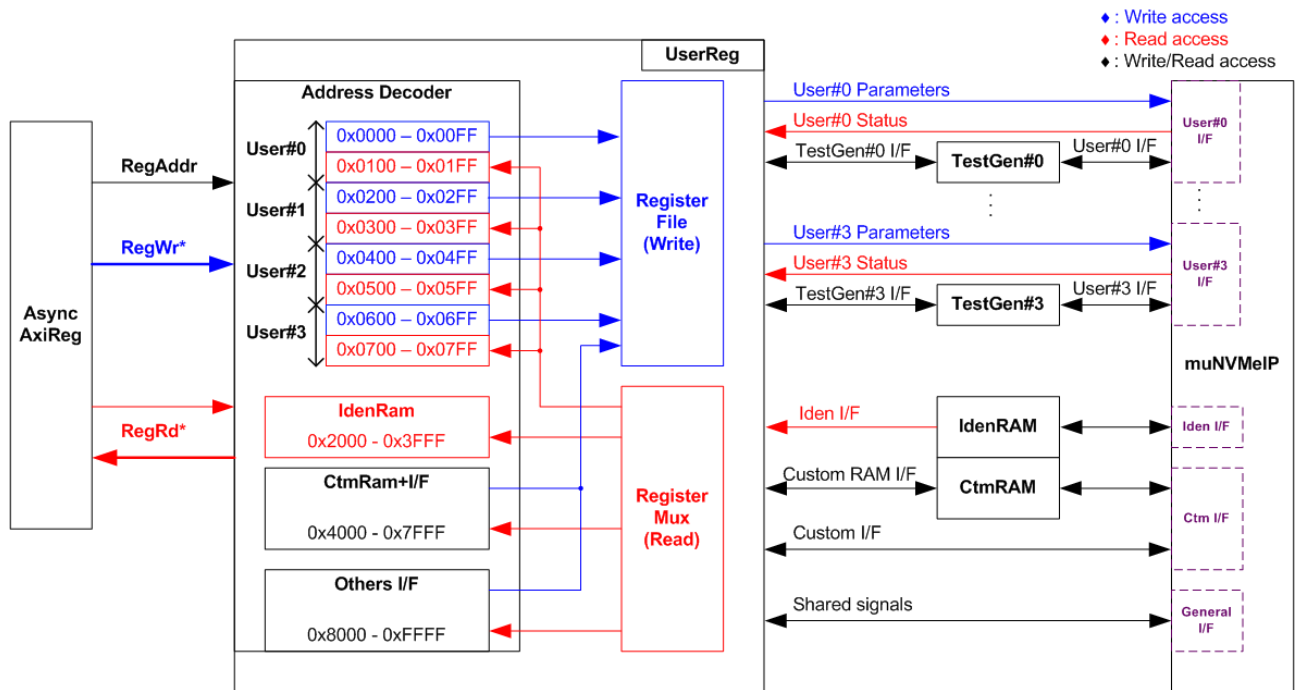 ♦ : Write access
♦ : Read access
♦ : Write/Read access
UserReg
Address Decoder
Async
AxiReg
RegAddr
RegWr*
RegRd*
User#0
0x0000 – 0x00FF
0x0100 – 0x01FF
User#1
0x0200 – 0x02FF
0x0300 – 0x03FF
User#2
0x0400 – 0x04FF
0x0500 – 0x05FF
User#3
0x0600 – 0x06FF
0x0700 – 0x07FF
IdenRam
0x2000 - 0x3FFF
CtmRam+I/F
0x4000 - 0x7FFF
Others I/F
0x8000 - 0xFFFF
Register
File
(Write)
Register
Mux
(Read)
User#0 Parameters
User#0 Status
TestGen#0 I/F
TestGen#0
User#0 I/F
User#3 Parameters
User#3 Status
TestGen#3 I/F
TestGen#3
User#3 I/F
Iden I/F
IdenRAM
Custom RAM I/F
CtmRAM
Custom I/F
Shared signals
muNVMeIP
User#0
I/F
User#3
I/F
Iden I/F
Ctm I/F
General
I/F